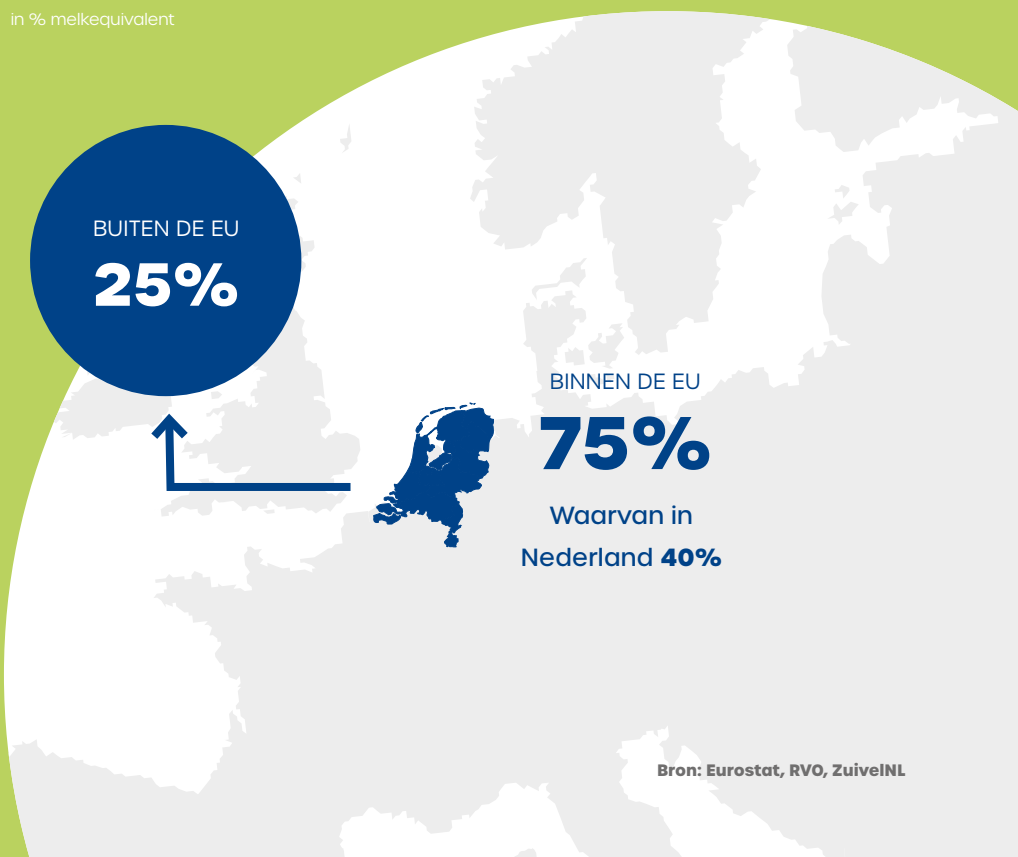 in % melkequivalent
BUITEN DE EU
25%
BINNEN DE EU
75%
Waarvan in
Nederland 40%
Bron: Eurostat, RVO, ZuivelNL